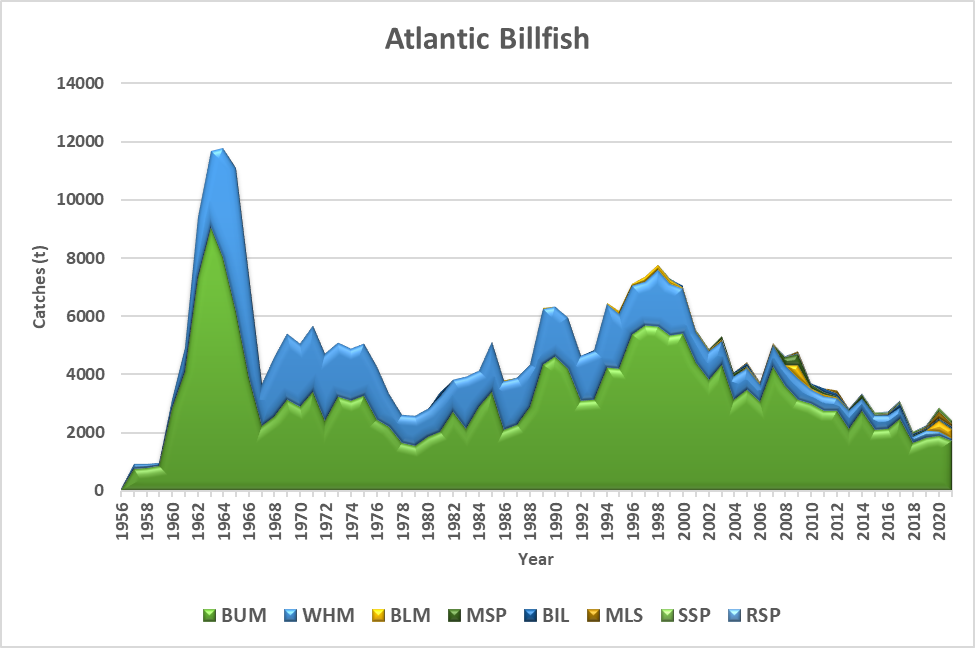 Atlantic Billfish
14000
12000
10000
8000
6000
4000
2000
0
Catches (t)
1956 1958 1960 1962 1964 1966 1968 1970 1972 1974 1976 1978 1980 1982 1984 1986 1988 1990 1992 1994 1996 1998 2000 2002 2004 2006 2008 2010 2012 2014 2016 2018 2020
Year
BUM WHM BLM MSP BIL MLS SSP RSP